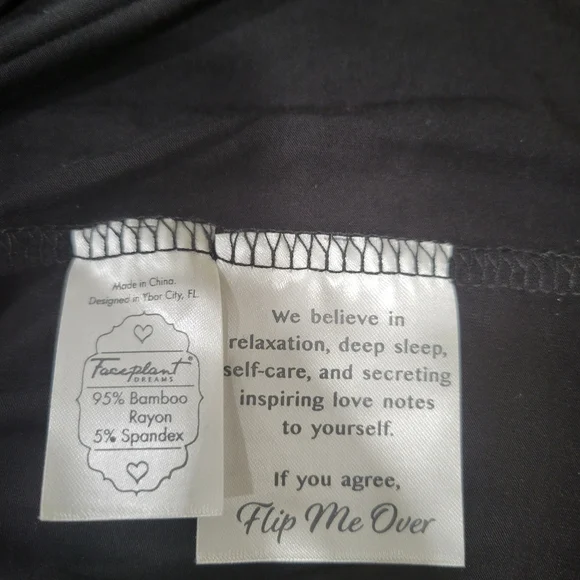 Made in China.
Designed in Ybor City, FL.
Faceplant®
DREAMS
95% Bamboo
Rayon
5% Spandex
We believe in
relaxation, deep sleep,
self-care, and secreting
inspiring love notes
to yourself.
If you agree,
Flip Me Over